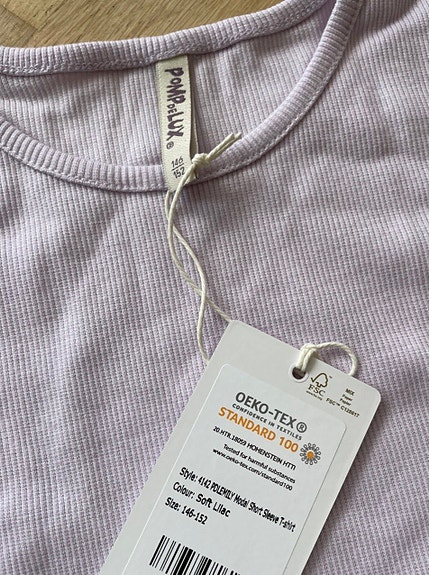 POMPdeLUX®
146
152
MIX
Paper
FSC
FSC™ C128617
OEKO-TEX®
CONFIDENCE IN TEXTILES
STANDARD 100
20.HTR.18059 HOHENSTEIN HTTI
Tested for harmful substances
www.oeko-tex.com/standard100
Style: 4142 POLEMILY Modal Short Sleeve T-shirt
Colour: Soft Lilac
Size: 146-152